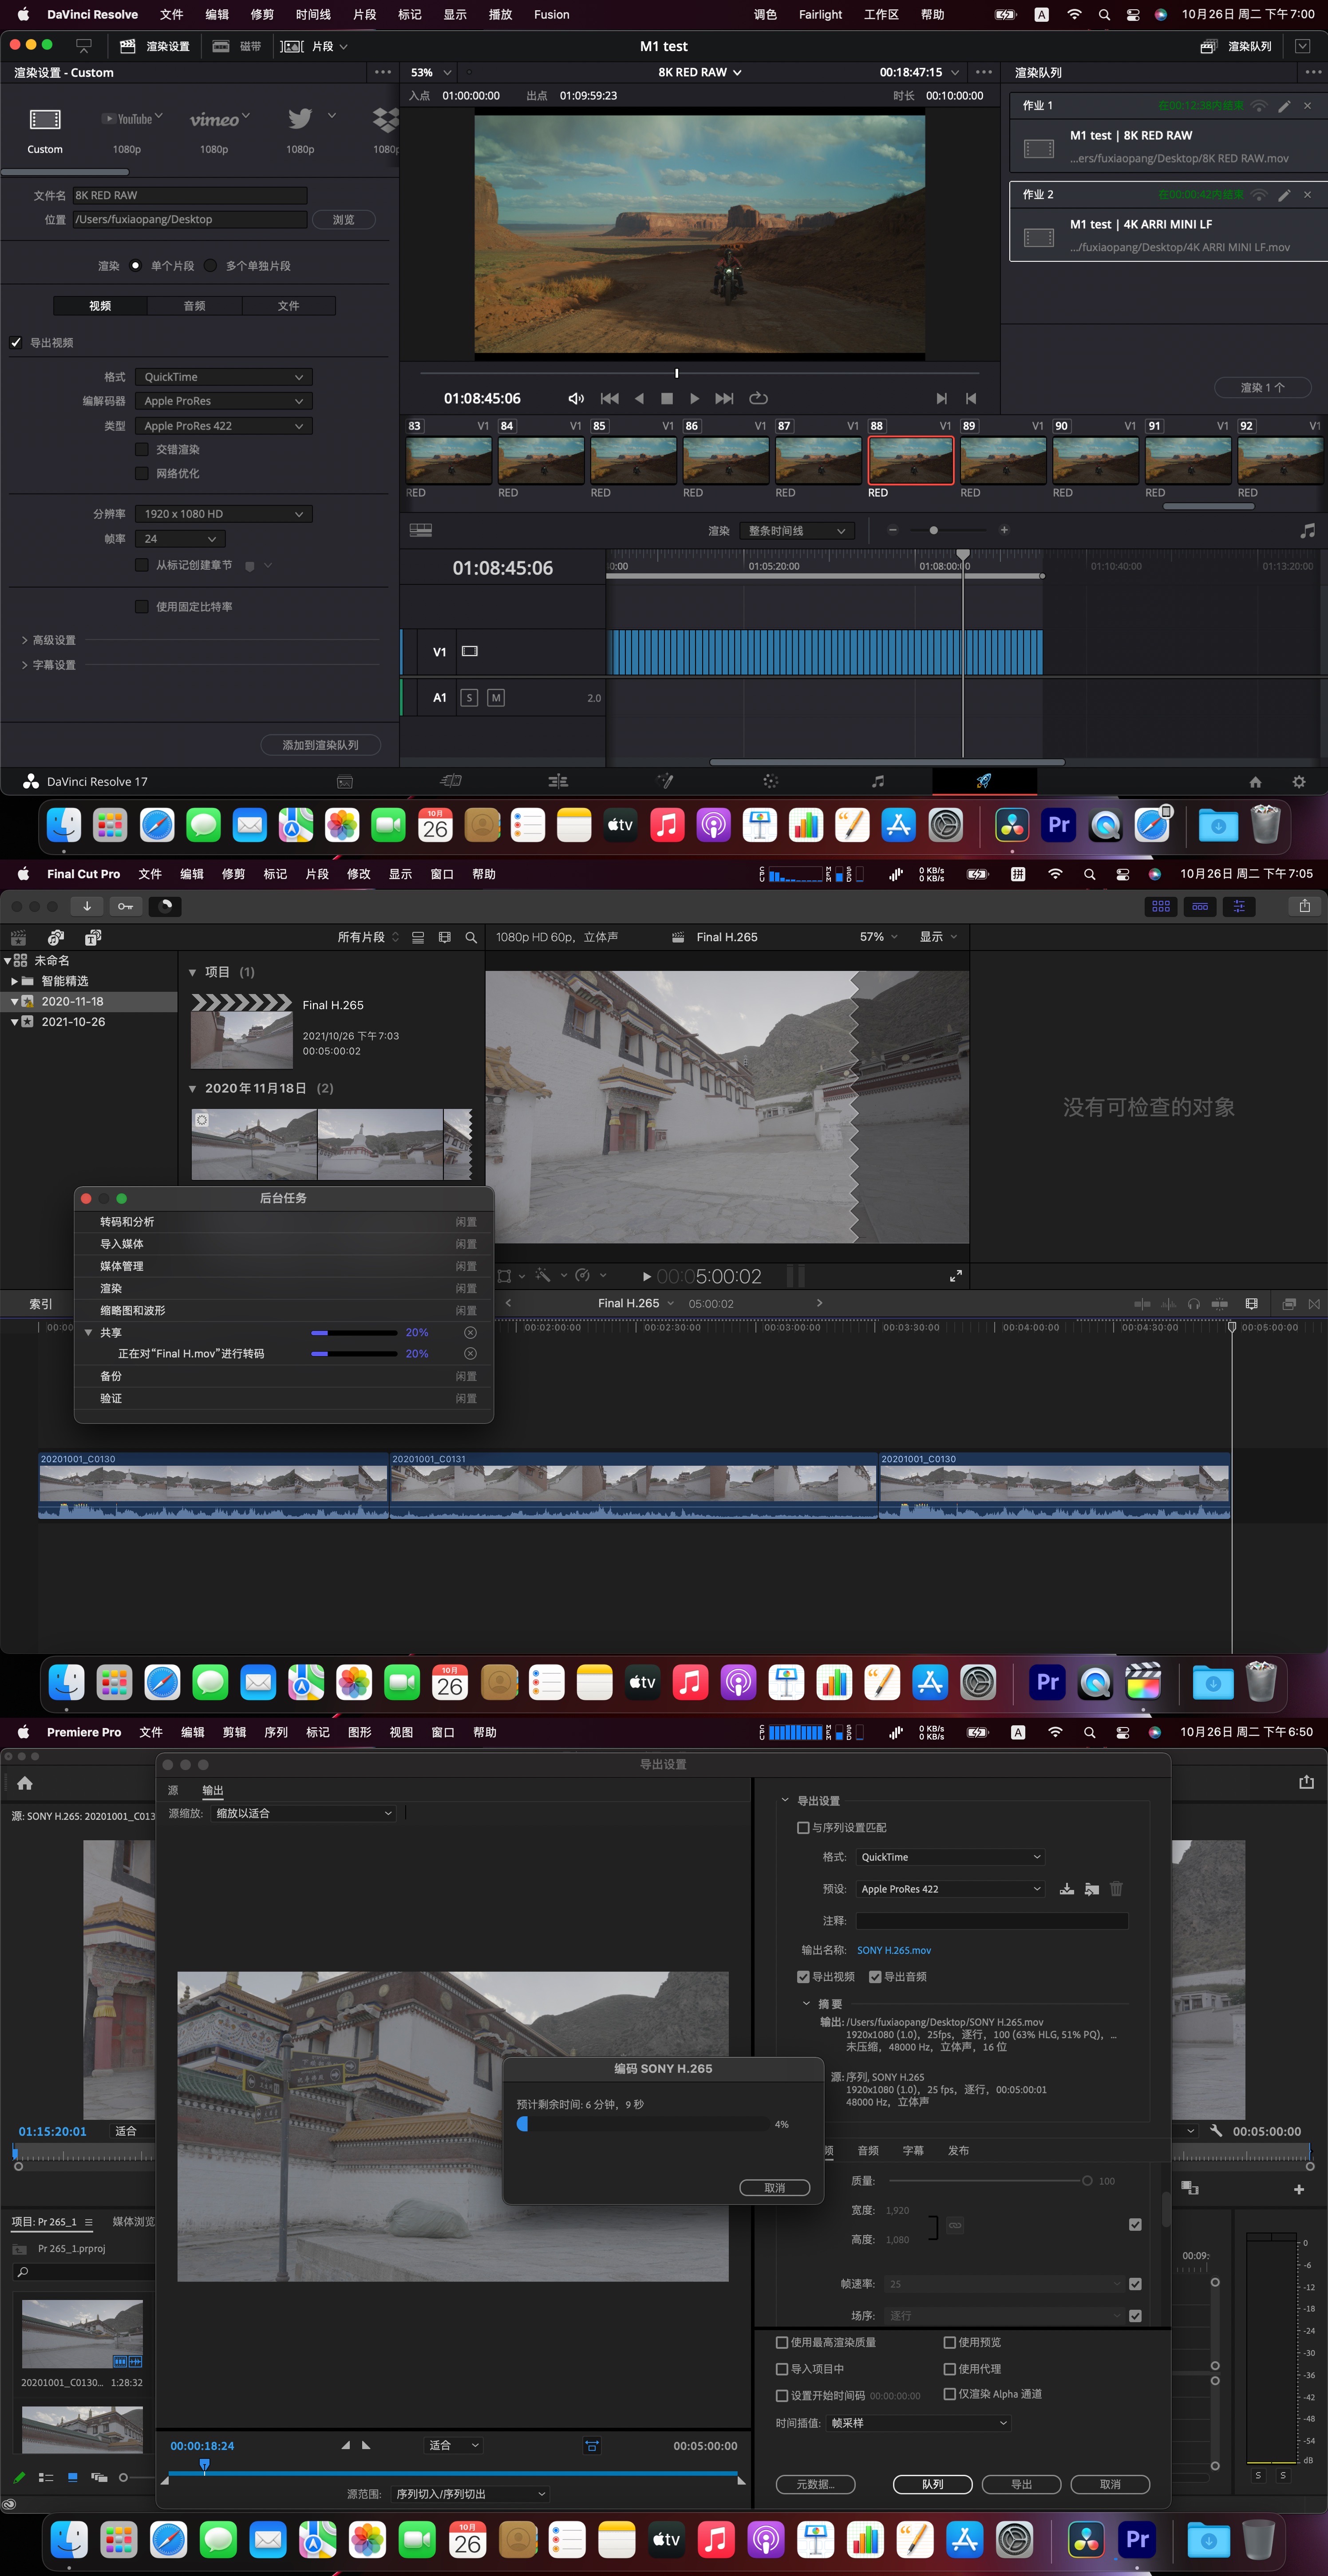 DaVinci Resolve 文件 编辑 修剪 时间线 片段 标记 显示 播放 Fusion 调色 Fairlight 工作区 帮助 A 10月26日 周二 下午7:00
渲染设置 磁带 片段 M1 test 渲染队列
渲染设置 - Custom 53% 8K RED RAW 00:18:47:15 渲染队列
入点 01:00:00:00 出点 01:09:59:23 时长 00:10:00:00
作业 1 在00:12:38内结束
YouTube vimeo
M1 test | 8K RED RAW
Custom 1080p 1080p 1080p 1080p
...ers/fuxiaopang/Desktop/8K RED RAW.mov
文件名 8K RED RAW
作业 2 在00:00:42内结束
位置 /Users/fuxiaopang/Desktop 浏览
M1 test | 4K ARRI MINI LF
.../fuxiaopang/Desktop/4K ARRI MINI LF.mov
渲染 单个片段 多个单独片段
视频 音频 文件
导出视频
格式 QuickTime
渲染 1 个
编解码器 Apple ProRes
01:08:45:06
类型 Apple ProRes 422
83 V1 84 V1 85 V1 86 V1 87 V1 88 V1 89 V1 90 V1 91 V1 92 V1
交错渲染
网络优化
RED RED RED RED RED RED RED RED RED RED
分辨率 1920 x 1080 HD
渲染 整条时间线
帧率 24
从标记创建章节
01:08:45:06
0:00 01:05:20:00 01:08:00:00 01:10:40:00 01:13:20:00
使用固定比特率
高级设置
V1
字幕设置
A1 S M 2.0
添加到渲染队列
DaVinci Resolve 17
10月
26
tv
Pr
Final Cut Pro 文件 编辑 修剪 标记 片段 修改 显示 窗口 帮助 CPU MEM SSD 0 KB/s 0 KB/s 拼 10月26日 周二 下午7:05
所有片段 1080p HD 60p, 立体声 Final H.265 57% 显示
未命名
项目 (1)
智能精选
2020-11-18
Final H.265
2021-10-26
2021/10/26 下午7:03
00:05:00:02
2020年11月18日 (2)
没有可检查的对象
后台任务
转码和分析 闲置
导入媒体 闲置
媒体管理 闲置
渲染 闲置
00:05:00:02
缩略图和波形 闲置
索引 Final H.265 05:00:02
00:00 00:02:00:00 00:02:30:00 00:03:00:00 00:03:30:00 00:04:00:00 00:04:30:00 00:05:00:00
共享 20%
正在对“Final H.mov”进行转码 20%
备份 闲置
验证 闲置
20201001_C0130 20201001_C0131 20201001_C0130
10月
26
tv
Pr
Premiere Pro 文件 编辑 剪辑 序列 标记 图形 视图 窗口 帮助 CPU MEM SSD 0 KB/s 0 KB/s A 10月26日 周二 下午6:50
导出设置
源 输出
导出设置
源: SONY H.265: 20201001_C013
源缩放: 缩放以适合
与序列设置匹配
格式: QuickTime
预设: Apple ProRes 422
注释:
输出名称: SONY H.265.mov
导出视频 导出音频
摘要
输出: /Users/fuxiaopang/Desktop/SONY H.265.mov
1920x1080 (1.0), 25fps, 逐行, 100 (63% HLG, 51% PQ), ...
未压缩, 48000 Hz, 立体声, 16 位
源: 序列, SONY H.265
1920x1080 (1.0), 25 fps, 逐行, 00:05:00:01
48000 Hz, 立体声
编码 SONY H.265
预计剩余时间: 6 分钟, 9 秒
4%
取消
01:15:20:01 适合
00:05:00:00
频 音频 字幕 发布
质量: 100
宽度: 1,920
高度: 1,080
项目: Pr 265_1 媒体浏览
Pr 265_1.prproj
00:09:
帧速率: 25
场序: 逐行
使用最高渲染质量 使用预览
导入项目中 使用代理
设置开始时间码 00:00:00:00 仅渲染 Alpha 通道
时间插值: 帧采样
20201001_C0130... 1:28:32
0
-6
-12
-18
-24
-30
-36
-42
-48
-54
dB
S S
00:00:18:24 适合 00:05:00:00
源范围: 序列切入/序列切出
元数据... 队列 导出 取消
10月
26
tv
Pr